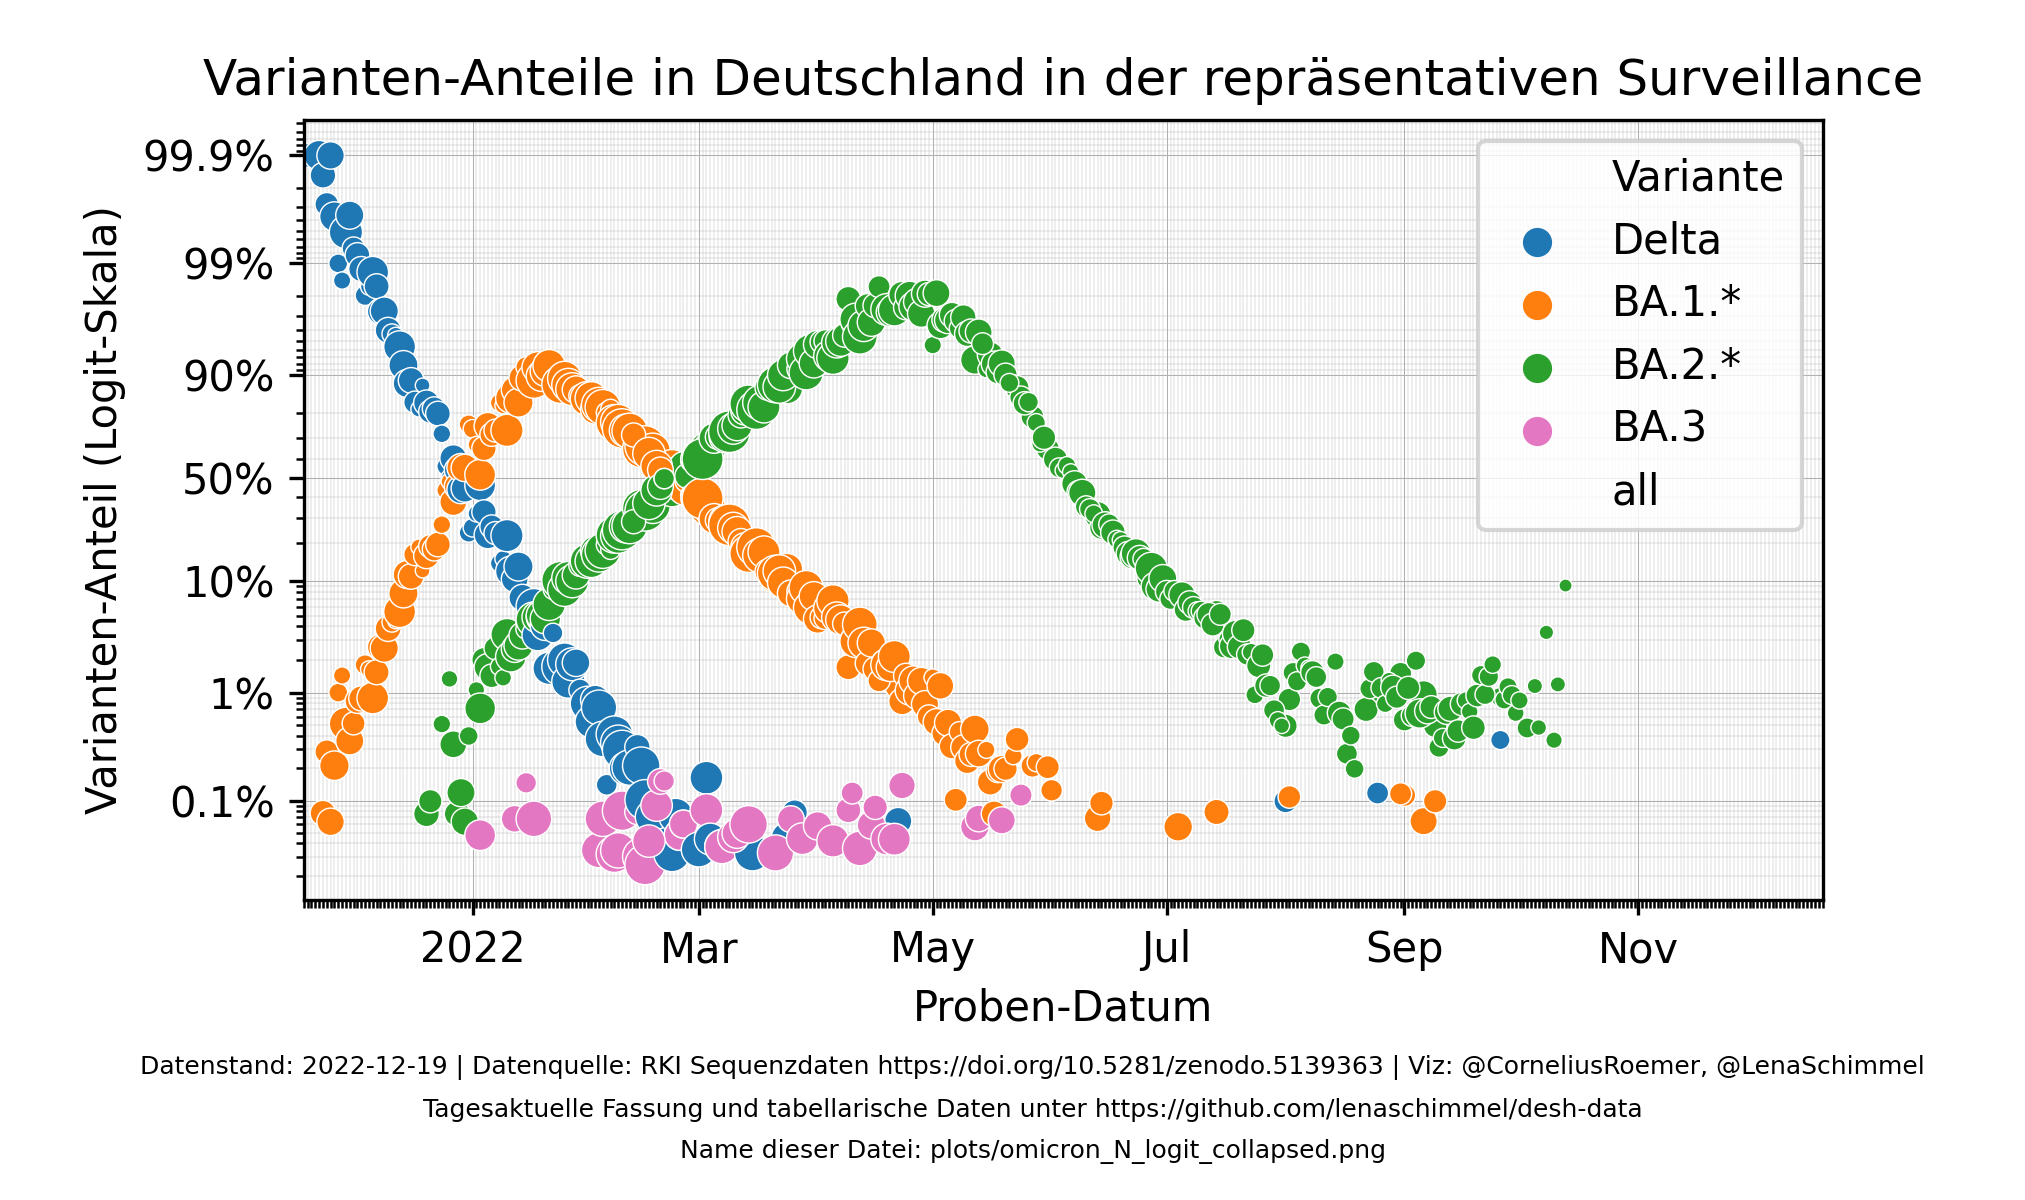 Varianten-Anteile in Deutschland in der repräsentativen Surveillance
Varianten-Anteil (Logit-Skala)
99.9%
99%
90%
50%
10%
1%
0.1%
Variante
Delta
BA.1.*
BA.2.*
BA.3
all
2022
Mar
May
Jul
Sep
Nov
Proben-Datum
Datenstand: 2022-12-19 | Datenquelle: RKI Sequenzdaten https://doi.org/10.5281/zenodo.5139363 | Viz: @CorneliusRoemer, @LenaSchimmel
Tagesaktuelle Fassung und tabellarische Daten unter https://github.com/lenaschimmel/desh-data
Name dieser Datei: plots/omicron_N_logit_collapsed.png